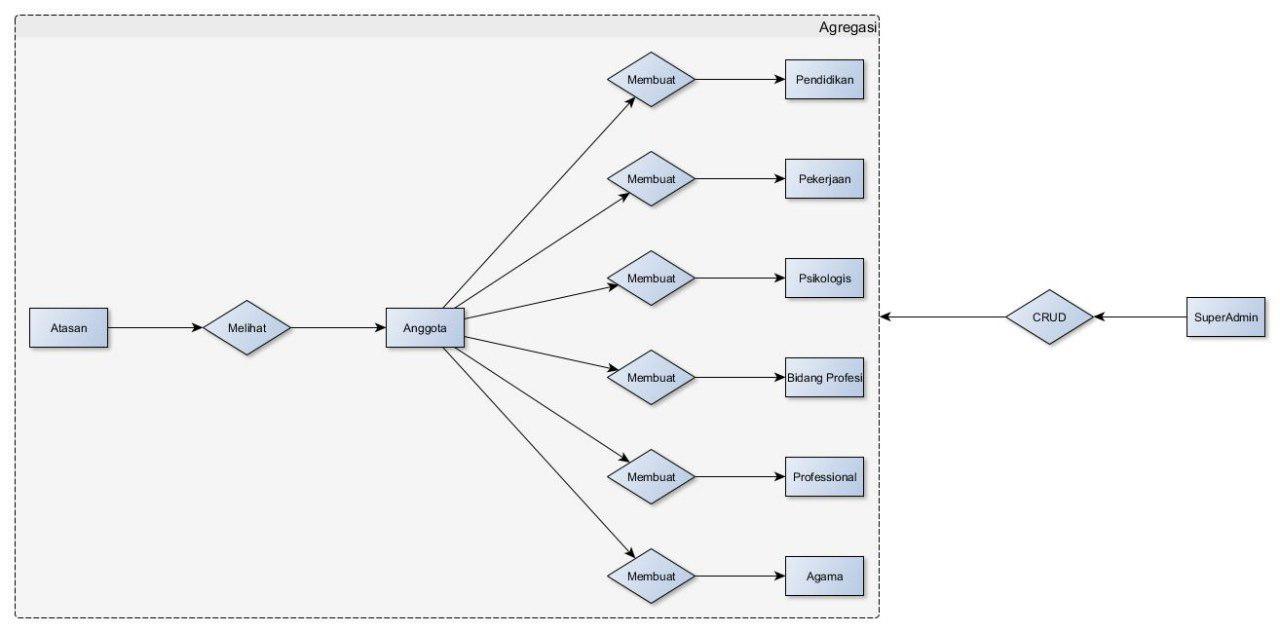 Agregasi
Membuat
Pendidikan
Membuat
Pekerjaan
Membuat
Psikologis
Atasan
Melihat
Anggota
CRUD
SuperAdmin
Membuat
Bidang Profesi
Membuat
Professional
Membuat
Agama